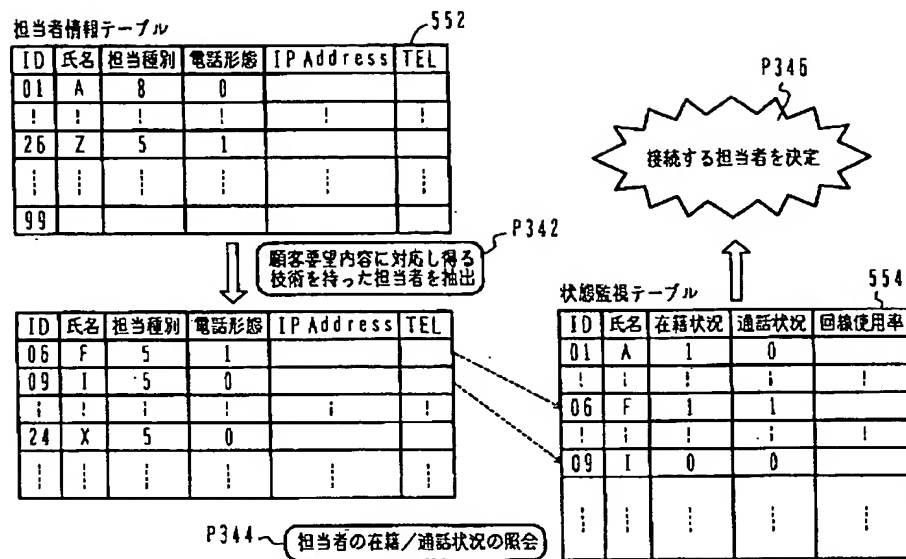 担当者情報テーブル
552
ID 氏名 担当種別 電話形態 IP Address TEL
01 A 8 0
26 Z 5 1
99
P342
顧客要望内容に対応し得る
技術を持った担当者を抽出
ID 氏名 担当種別 電話形態 IP Address TEL
06 F 5 1
09 I 5 0
24 X 5 0
P344
担当者の在籍/通話状況の照会
状態監視テーブル
554
ID 氏名 在籍状況 通話状況 回線使用率
01 A 1 0
06 F 1 1
09 I 0 0
P346
接続する担当者を決定